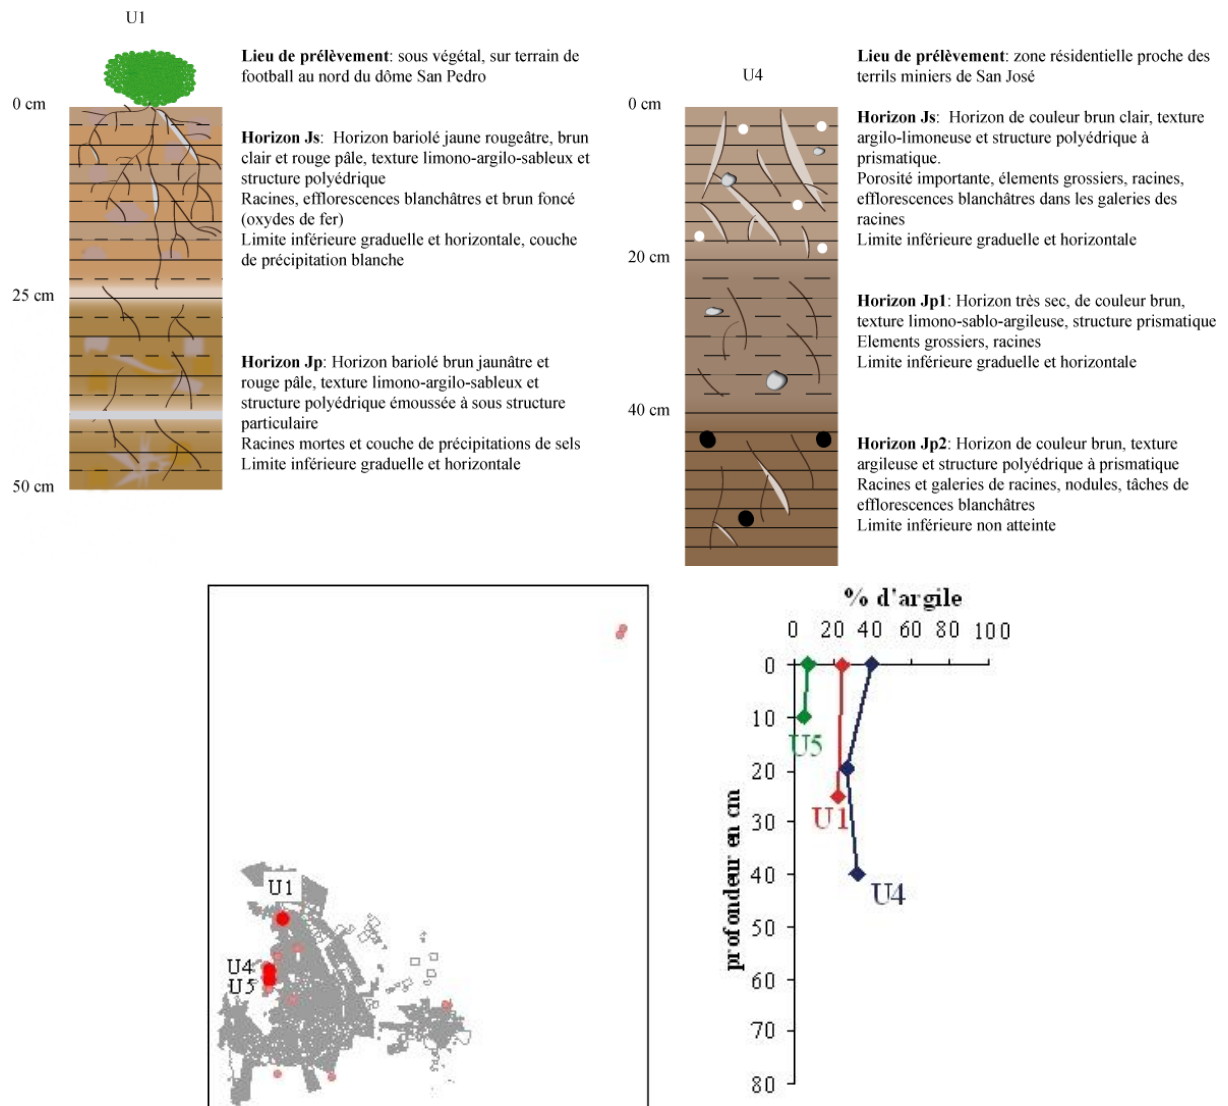 U1
Lieu de prélèvement: sous végétal, sur terrain de
football au nord du dôme San Pedro
0 cm
Horizon Js: Horizon bariolé jaune rougeâtre, brun
clair et rouge pâle, texture limono-argilo-sableux et
structure polyédrique
Racines, efflorescences blanchâtres et brun foncé
(oxydes de fer)
Limite inférieure graduelle et horizontale, couche
de précipitation blanche
25 cm
Horizon Jp: Horizon bariolé brun jaunâtre et
rouge pâle, texture limono-argilo-sableux et
structure polyédrique émoussée à sous structure
particulaire
Racines mortes et couche de précipitations de sels
Limite inférieure graduelle et horizontale
50 cm
U4
Lieu de prélèvement: zone résidentielle proche des
terrils miniers de San José
0 cm
Horizon Js: Horizon de couleur brun clair, texture
argilo-limoneuse et structure polyédrique à
prismatique.
Porosité importante, élements grossiers, racines,
efflorescences blanchâtres dans les galeries des
racines
Limite inférieure graduelle et horizontale
20 cm
Horizon Jp1: Horizon très sec, de couleur brun,
texture limono-sablo-argileuse, structure prismatique
Elements grossiers, racines
Limite inférieure graduelle et horizontale
40 cm
Horizon Jp2: Horizon de couleur brun, texture
argileuse et structure polyédrique à prismatique
Racines et galeries de racines, nodules, tâches de
efflorescences blanchâtres
Limite inférieure non atteinte
U1
U4
U5
% d'argile
0 20 40 60 80 100
profondeur en cm
0
10
20
30
40
50
60
70
80
U5
U1
U4